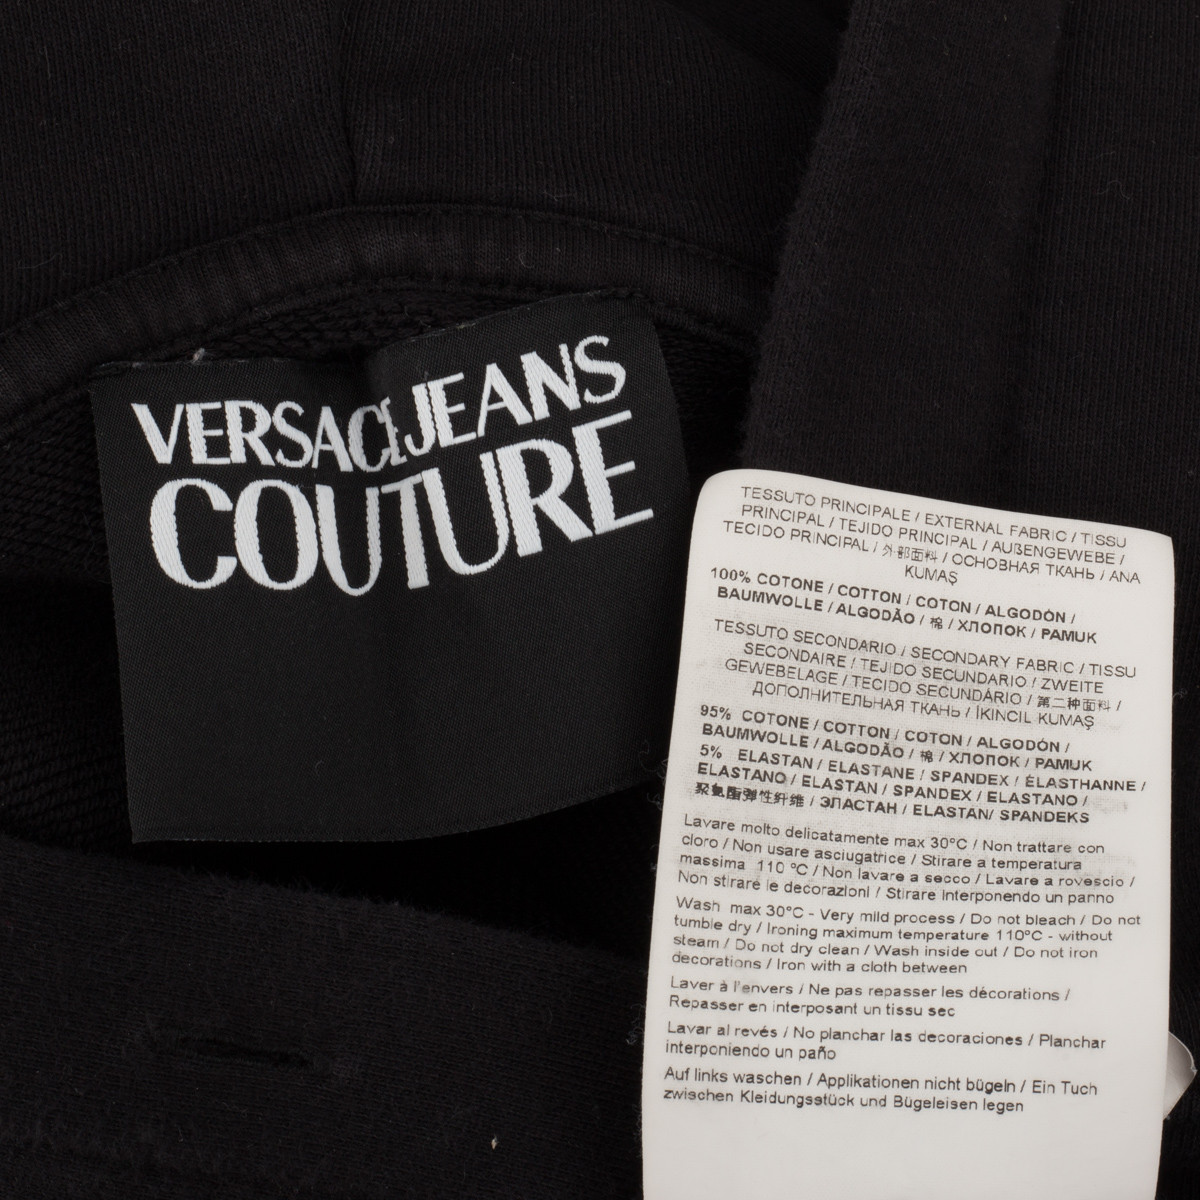 VERSACE JEANS
COUTURE
TESSUTO PRINCIPALE / EXTERNAL FABRIC / TISSU
PRINCIPAL / TEJIDO PRINCIPAL / AUßENGEWEBE /
TECIDO PRINCIPAL / 外部面料 / ОСНОВНАЯ ТКАНЬ / ANA
KUMAŞ
100% COTONE / COTTON / COTON / ALGODÓN /
BAUMWOLLE / ALGODÃO / 棉 / ХЛОПОК / PAMUK
TESSUTO SECONDARIO / SECONDARY FABRIC / TISSU
SECONDAIRE / TEJIDO SECUNDARIO / ZWEITE
GEWEBELAGE / TECIDO SECUNDÁRIO / 第二种面料 /
ДОПОЛНИТЕЛЬНАЯ ТКАНЬ / İKINCIL KUMAŞ
95% COTONE / COTTON / COTON / ALGODÓN /
BAUMWOLLE / ALGODÃO / 棉 / ХЛОПОК / PAMUK
5% ELASTAN / ELASTANE / SPANDEX / ÉLASTHANNE /
ELASTANO / ELASTAN / SPANDEX / ELASTANO /
聚氨酯弹性纤维 / ЭЛАСТАН / ELASTAN/ SPANDEKS
Lavare molto delicatamente max 30°C / Non trattare con
cloro / Non usare asciugatrice / Stirare a temperatura
massima 110 °C / Non lavare a secco / Lavare a rovescio /
Non stirare le decorazioni / Stirare interponendo un panno
Wash max 30°C - Very mild process / Do not bleach / Do not
tumble dry / Ironing maximum temperature 110°C - without
steam / Do not dry clean / Wash inside out / Do not iron
decorations / Iron with a cloth between
Laver à l'envers / Ne pas repasser les décorations /
Repasser en interposant un tissu sec
Lavar al revés / No planchar las decoraciones / Planchar
interponiendo un paño
Auf links waschen / Applikationen nicht bügeln / Ein Tuch
zwischen Kleidungsstück und Bügeleisen legen